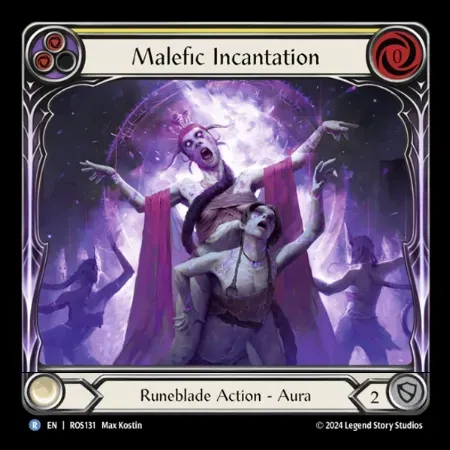 Malefic Incantation
0
Runeblade Action - Aura
2
R EN | ROS131 Max Kostin
© 2024 Legend Story Studios